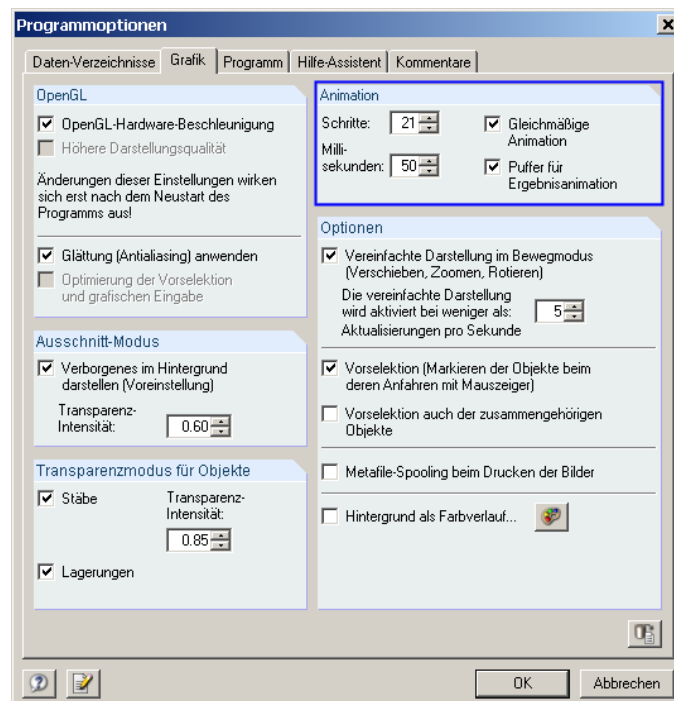 Programmoptionen
Daten-Verzeichnisse Grafik Programm Hilfe-Assistent Kommentare
OpenGL
OpenGL-Hardware-Beschleunigung
Höhere Darstellungsqualität
Änderungen dieser Einstellungen wirken
sich erst nach dem Neustart des
Programms aus!
Glättung (Antialiasing) anwenden
Optimierung der Vorselektion
und grafischen Eingabe
Ausschnitt-Modus
Verborgenes im Hintergrund
darstellen (Voreinstellung)
Transparenz-
Intensität: 0.60
Transparenzmodus für Objekte
Stäbe
Transparenz-
Intensität:
0.85
Lagerungen
Animation
Schritte: 21
Milli-
sekunden: 50
Gleichmäßige
Animation
Puffer für
Ergebnisanimation
Optionen
Vereinfachte Darstellung im Bewegmodus
(Verschieben, Zoomen, Rotieren)
Die vereinfachte Darstellung
wird aktiviert bei weniger als: 5
Aktualisierungen pro Sekunde
Vorselektion (Markieren der Objekte beim
deren Anfahren mit Mauszeiger)
Vorselektion auch der zusammengehörigen
Objekte
Metafile-Spooling beim Drucken der Bilder
Hintergrund als Farbverlauf...
OK Abbrechen